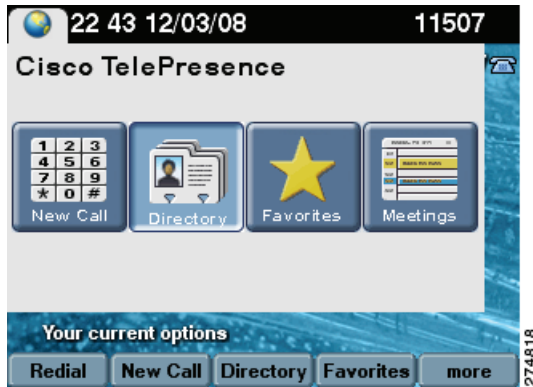 22 43 12/03/08 11507
Cisco TelePresence
1 2 3
4 5 6
7 8 9
* 0 #
New Call Directory Favorites Meetings
Your current options
Redial New Call Directory Favorites more
274818